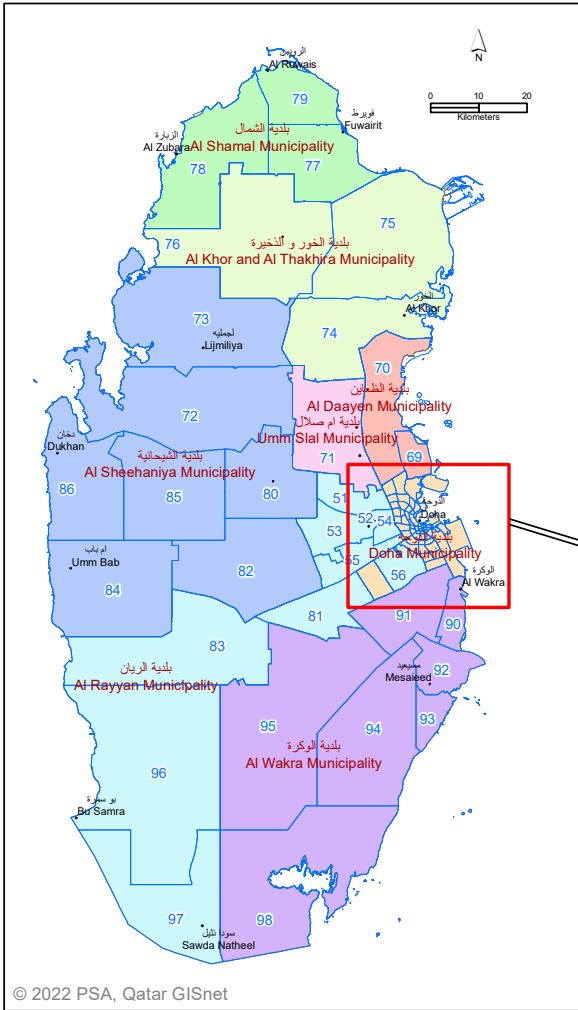 الرويس
Al Ruwais
N
79
0 10 20
Kilometers
فويرط
Fuwairit
الزبارة
Al Zubara
بلدية الشمال
Al Shamal Municipality
78
77
75
76
بلدية الخور و الذخيرة
Al Khor and Al Thakhira Municipality
الخور
Al Khor
73
لجميليه
Lijmiliya
74
70
بلدية الظعاين
Al Daayen Municipality
72
بلدية ام صلال
Umm Slal Municipality
دخان
Dukhan
بلدية الشيحانية
Al Sheehaniya Municipality
71
69
86
85
80
51
الدوحة
Doha
52
54
53
بلدية الدوحة
Doha Municipality
ام باب
Umm Bab
55
56
الوكرة
Al Wakra
84
82
81
91
90
83
بلدية الريان
Al Rayyan Municipality
مسيعيد
Mesaieed
92
95
94
93
بلدية الوكرة
Al Wakra Municipality
96
بو سمرة
Bu Samra
97
سودا نثيل
Sawda Natheel
98
© 2022 PSA, Qatar GISnet